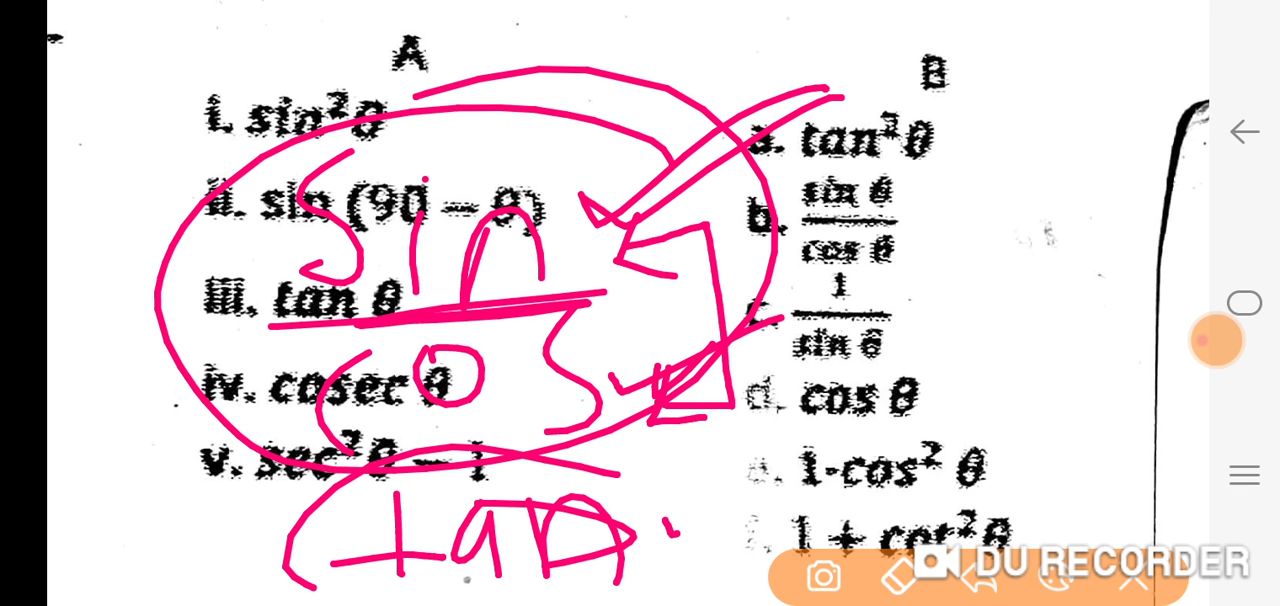 A
B
i. sin²θ
a. tan²θ
ii. sin (90 − θ)
b. sin θ / cos θ
iii. tan θ
c. 1 / sin θ
iv. cosec θ
d. cos θ
v. sec²θ − 1
e. 1-cos² θ
f. 1 + cot²θ
sin
cos
tan
DU RECORDER